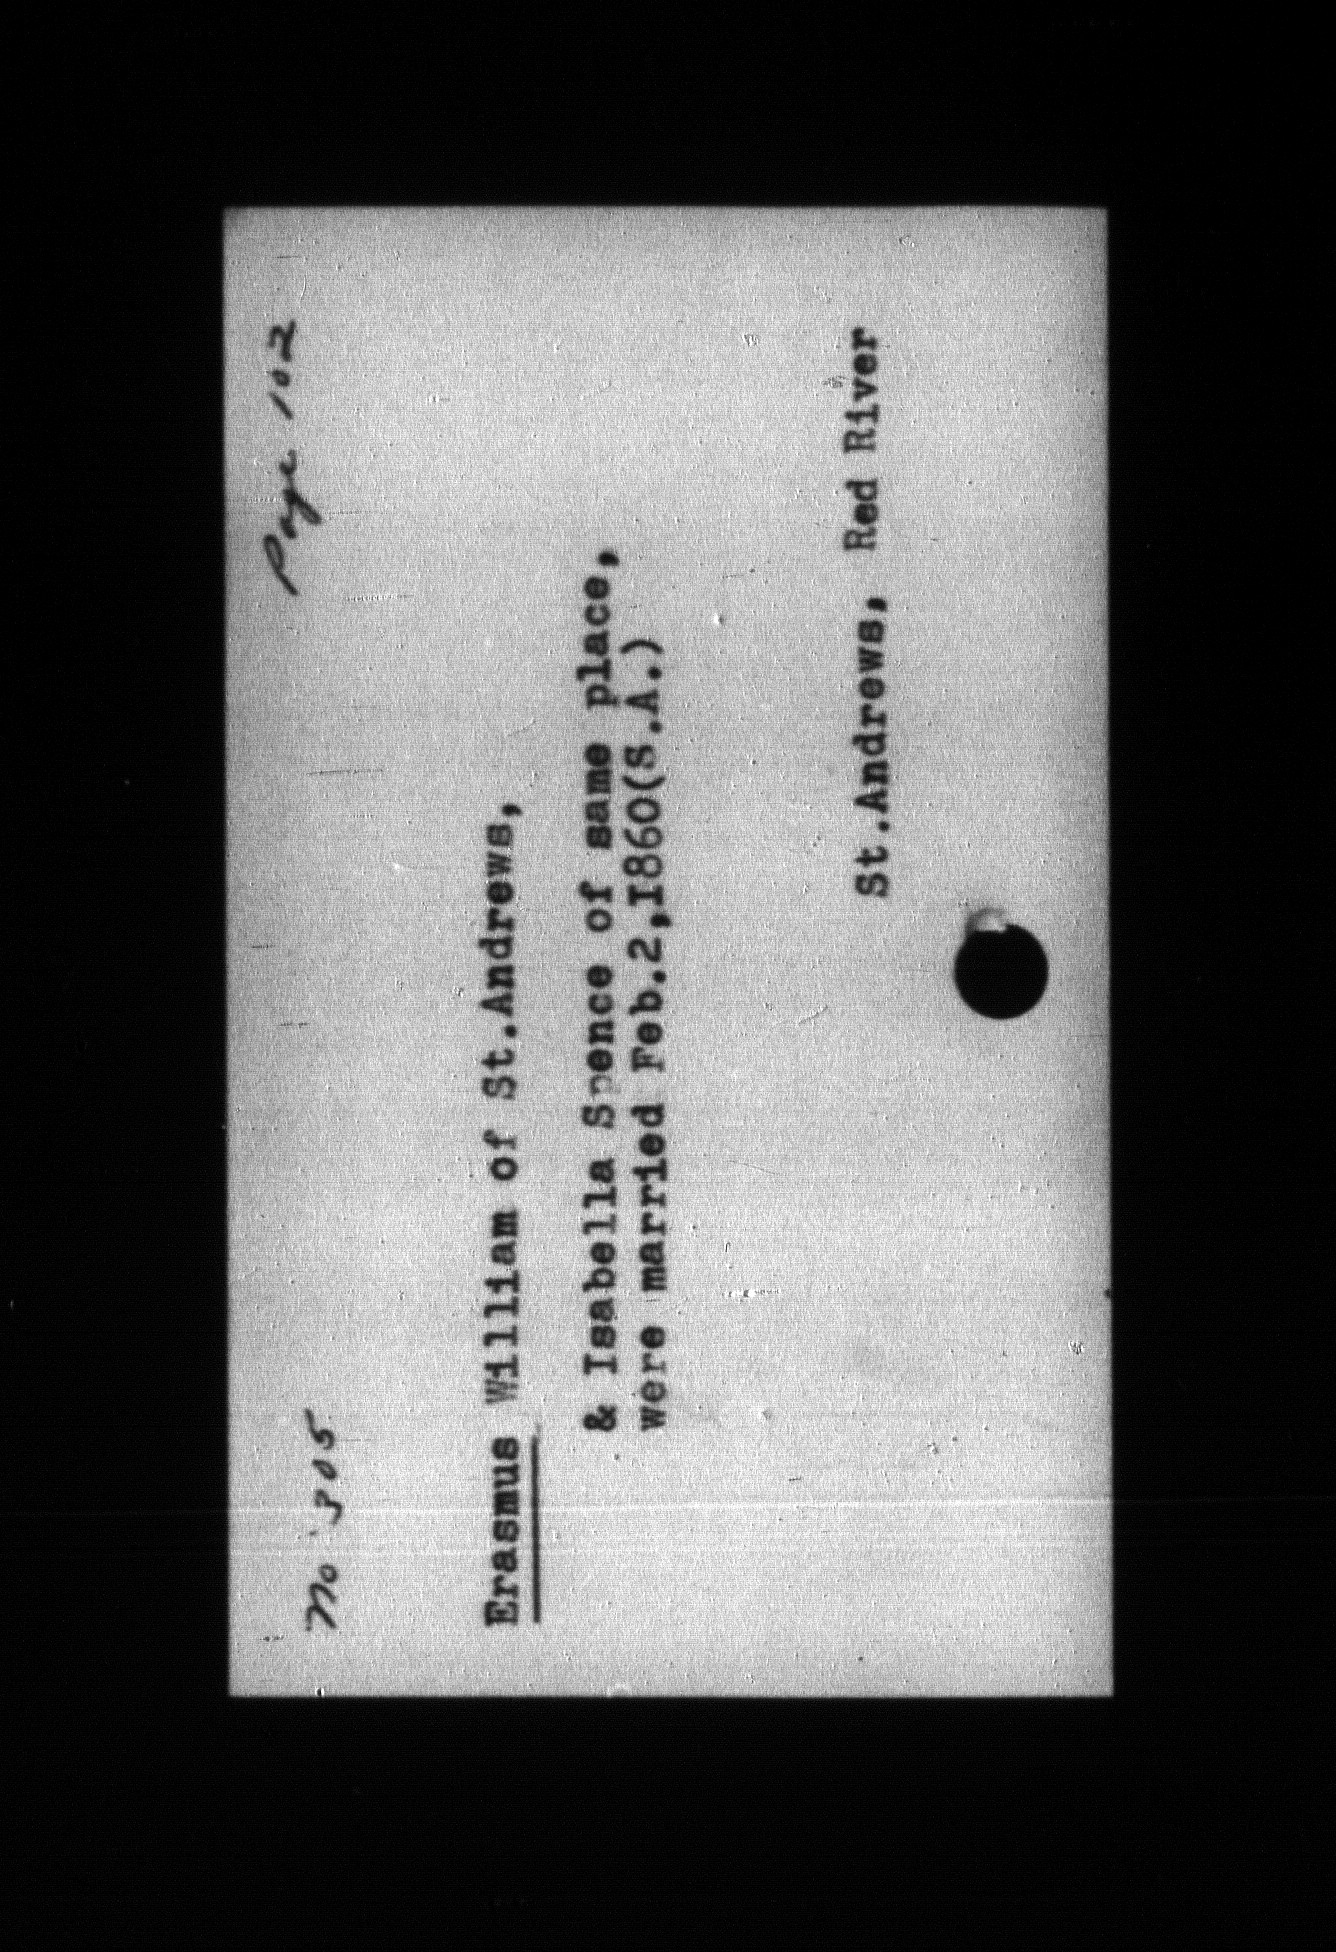 No. 305
Page 102
Erasmus William of St.Andrews,
& Isabella Spence of same place,
were married Feb.2,I860(S.A.)
St.Andrews, Red River